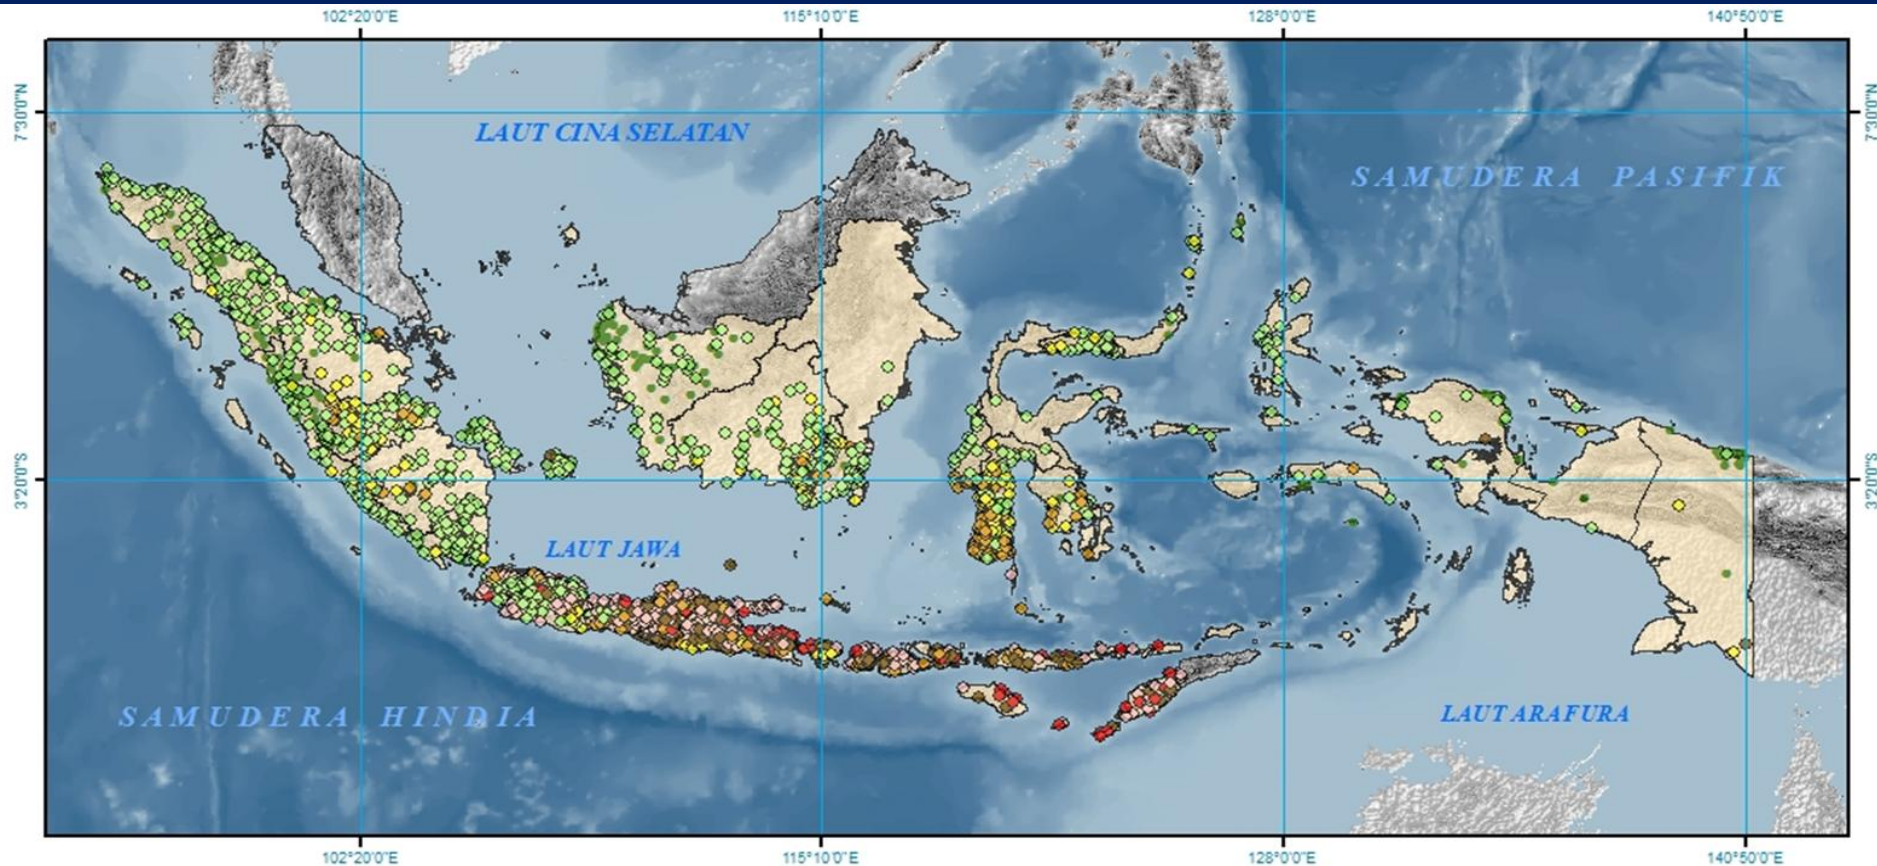 102°20'0"E 115°10'0"E 128°0'0"E 140°50'0"E
7°30'0"N 7°30'0"N
LAUT CINA SELATAN
SAMUDERA PASIFIK
3°20'0"S 3°20'0"S
LAUT JAWA
SAMUDERA HINDIA
LAUT ARAFURA
102°20'0"E 115°10'0"E 128°0'0"E 140°50'0"E